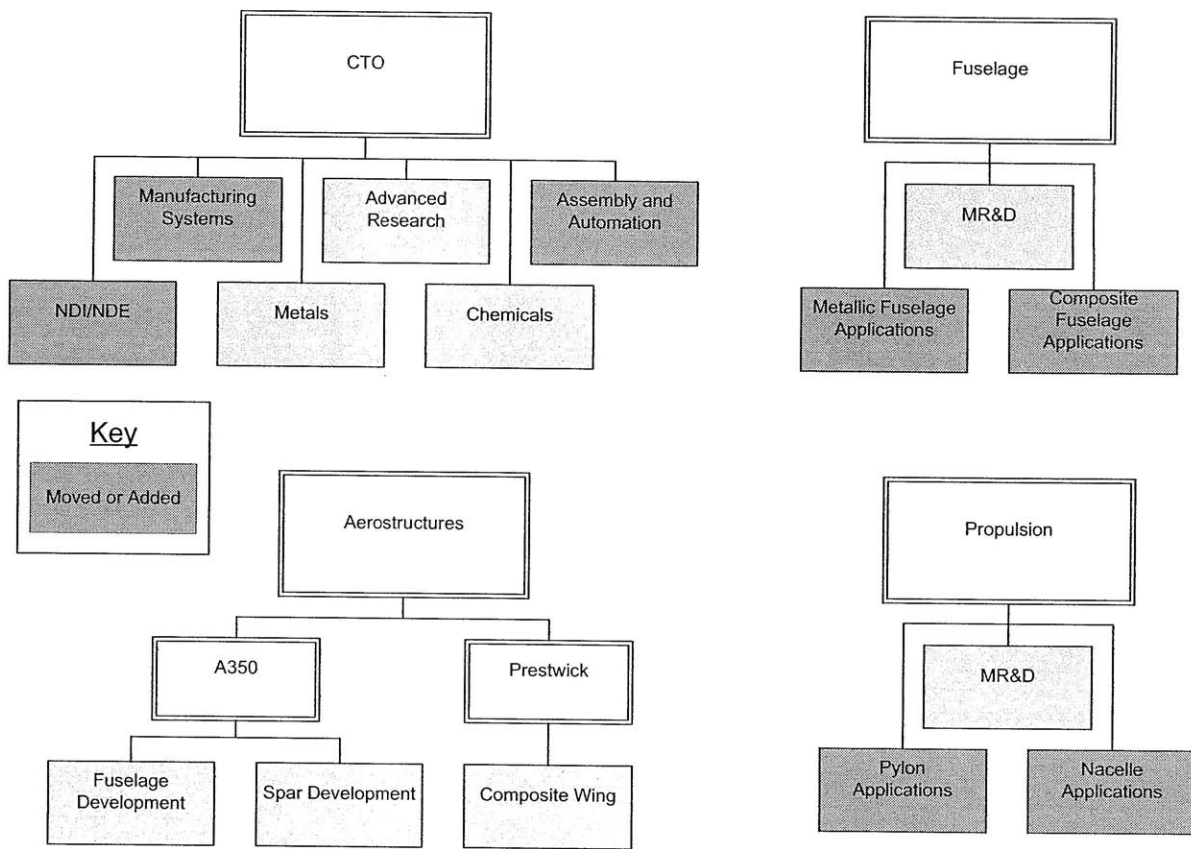 CTO
Manufacturing
Systems
Advanced
Research
Assembly and
Automation
NDI/NDE
Metals
Chemicals
Fuselage
MR&D
Metallic Fuselage
Applications
Composite
Fuselage
Applications
Key
Moved or Added
Aerostructures
A350
Prestwick
Fuselage
Development
Spar Development
Composite Wing
Propulsion
MR&D
Pylon
Applications
Nacelle
Applications